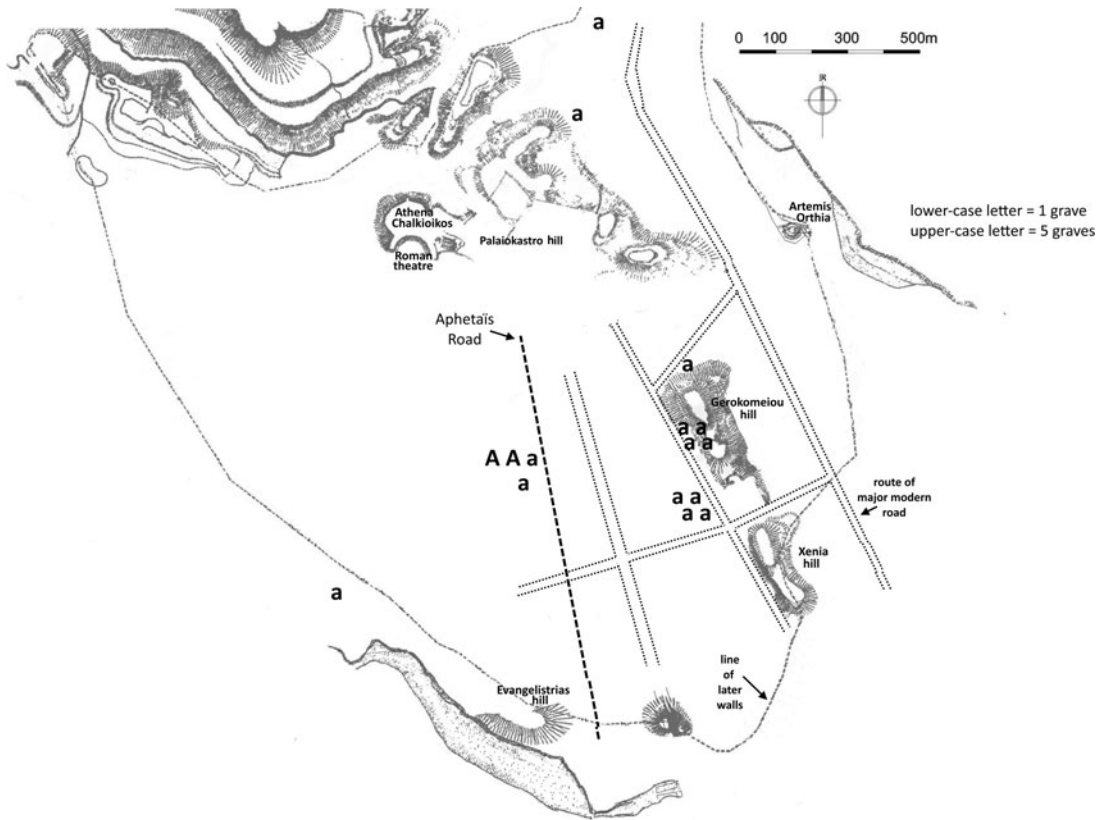 a
0 100 300 500m
N
a
Artemis
Orthia
lower-case letter = 1 grave
upper-case letter = 5 graves
Athena
Chalkioikos
Palaiokastro hill
Roman
theatre
Aphetaïs
Road
a
Gerokomeiou
hill
a a
a a
A A a
a
a a
a a
route of
major modern
road
Xenia
hill
a
line
of
later
walls
Evangelistrias
hill